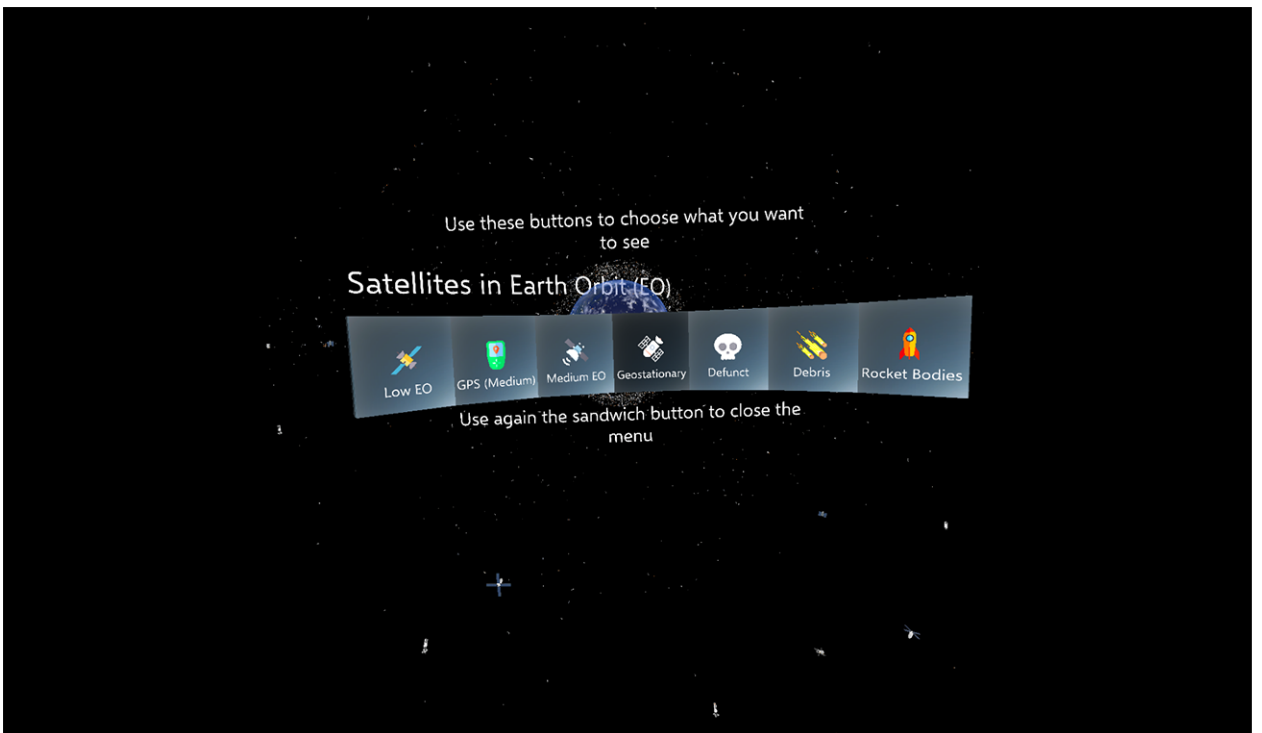 Use these buttons to choose what you want
to see
Satellites in Earth Orbit (EO)
Low EO
GPS (Medium)
Medium EO
Geostationary
Defunct
Debris
Rocket Bodies
Use again the sandwich button to close the
menu